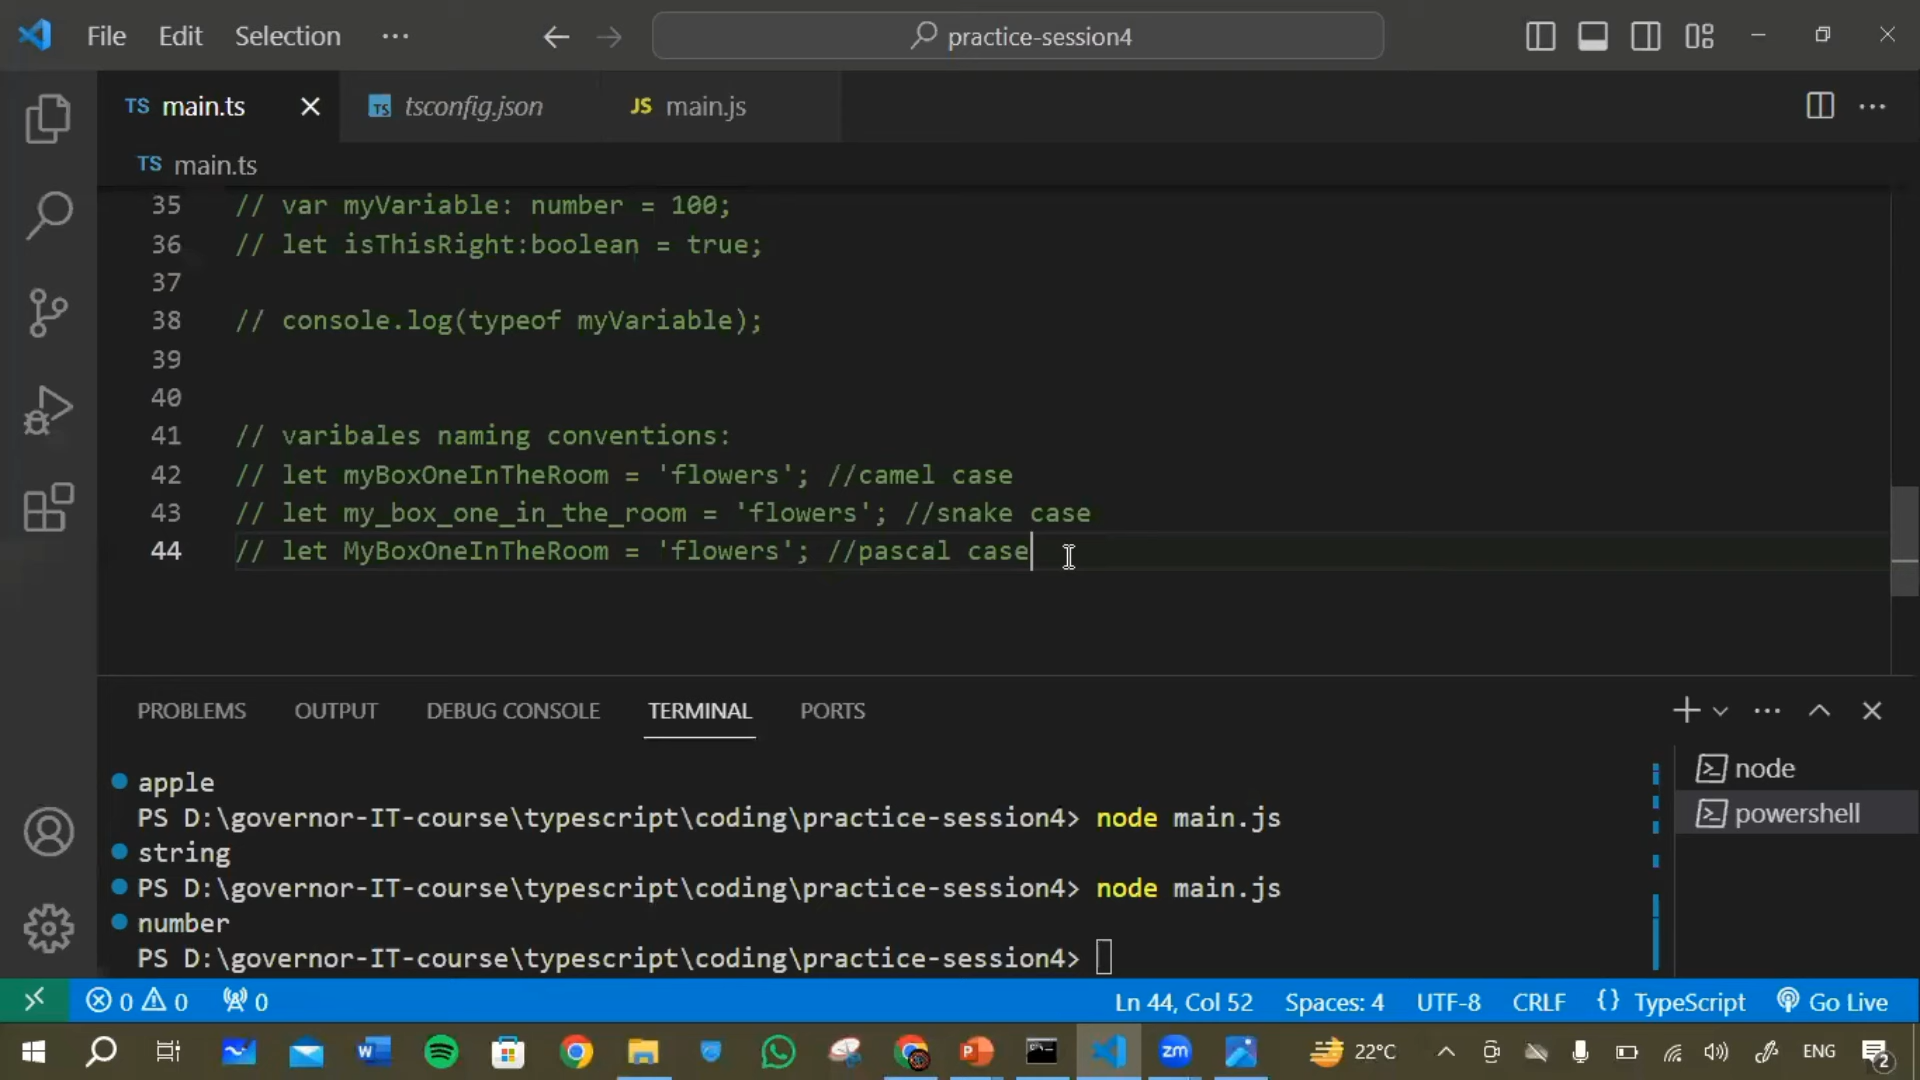 File Edit Selection ··· practice-session4
TS main.ts tsconfig.json JS main.js
TS main.ts
35 // var myVariable: number = 100;
36 // let isThisRight:boolean = true;
37
38 // console.log(typeof myVariable);
39
40
41 // varibales naming conventions:
42 // let myBoxOneInTheRoom = 'flowers'; //camel case
43 // let my_box_one_in_the_room = 'flowers'; //snake case
44 // let MyBoxOneInTheRoom = 'flowers'; //pascal case
PROBLEMS OUTPUT DEBUG CONSOLE TERMINAL PORTS
node
powershell
apple
PS D:\governor-IT-course\typescript\coding\practice-session4> node main.js
string
PS D:\governor-IT-course\typescript\coding\practice-session4> node main.js
number
PS D:\governor-IT-course\typescript\coding\practice-session4>
0 0 0 Ln 44, Col 52 Spaces: 4 UTF-8 CRLF {} TypeScript Go Live
22°C ENG 2